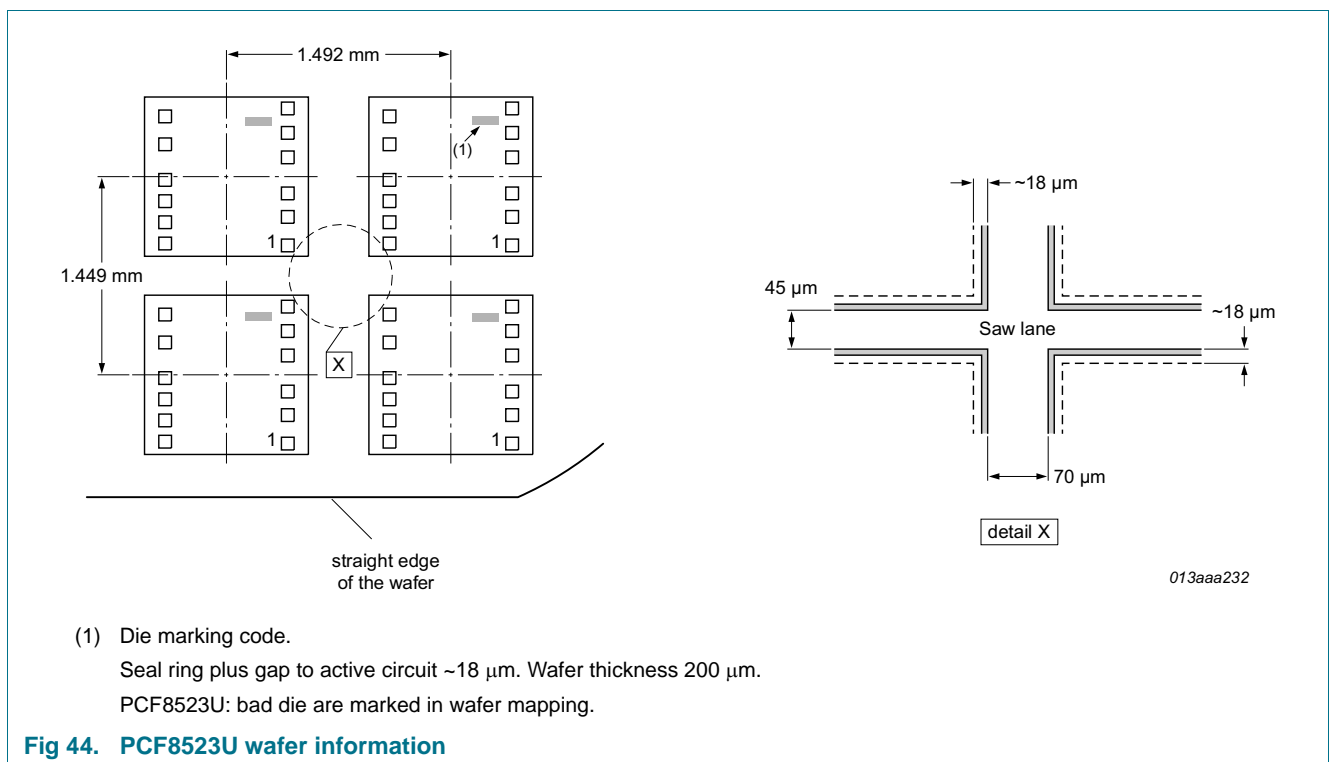 1.492 mm
(1)
1
1
1.449 mm
X
1
1
straight edge
of the wafer
~18 μm
45 μm
~18 μm
Saw lane
70 μm
detail X
013aaa232
(1) Die marking code.
Seal ring plus gap to active circuit ~18 μm. Wafer thickness 200 μm.
PCF8523U: bad die are marked in wafer mapping.
Fig 44. PCF8523U wafer information